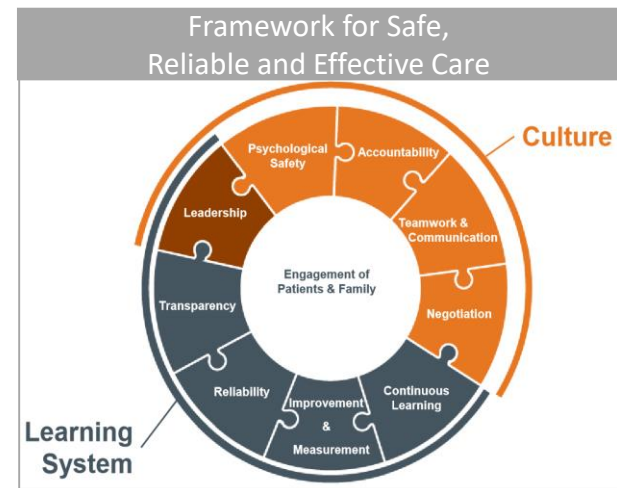 Framework for Safe,
Reliable and Effective Care
Culture
Psychological
Safety
Accountability
Leadership
Teamwork &
Communication
Engagement of
Patients & Family
Transparency
Negotiation
Reliability
Continuous
Learning
Improvement
&
Measurement
Learning
System